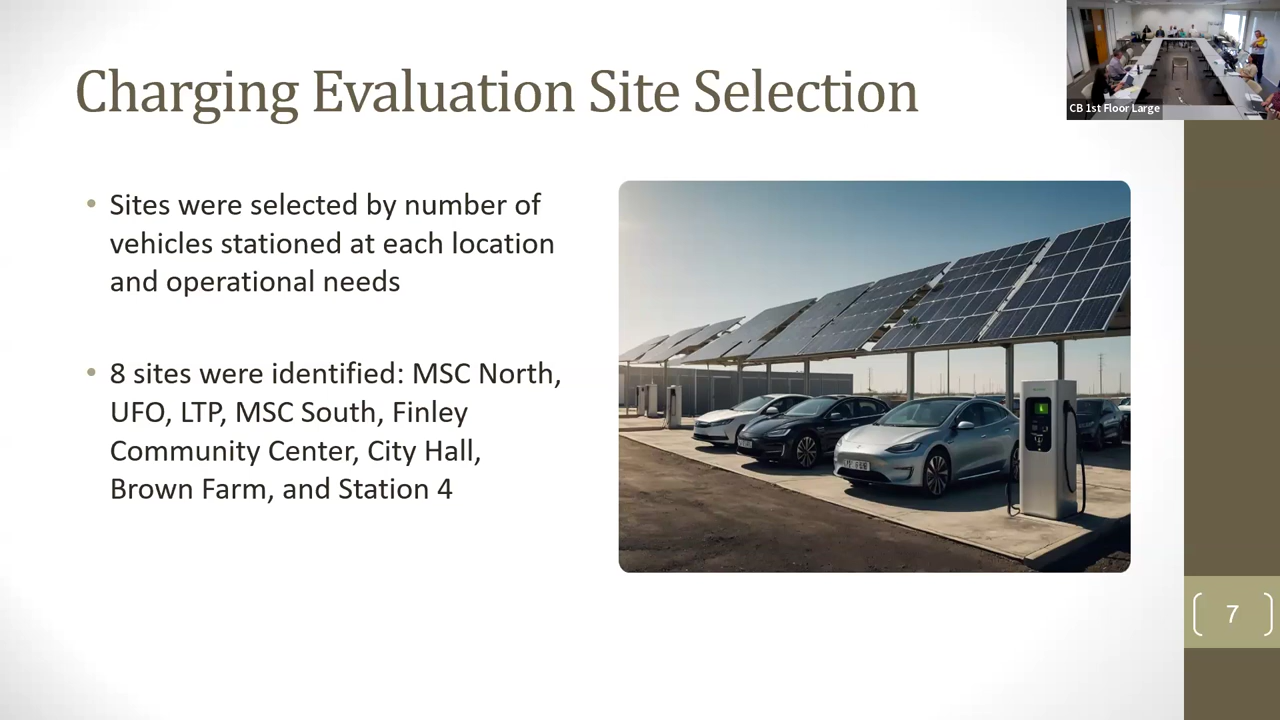 Charging Evaluation Site Selection
CB 1st Floor Large
• Sites were selected by number of
vehicles stationed at each location
and operational needs
• 8 sites were identified: MSC North,
UFO, LTP, MSC South, Finley
Community Center, City Hall,
Brown Farm, and Station 4
7